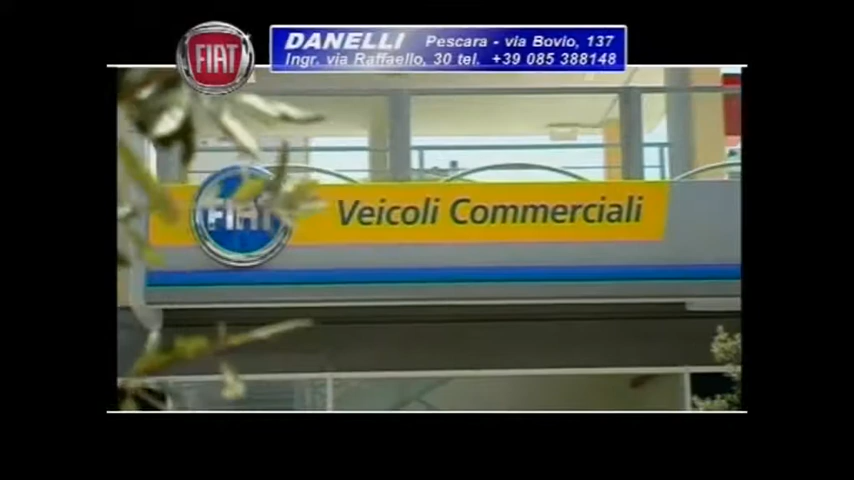 FIAT
DANELLI Pescara - via Bovio, 137
Ingr. via Raffaello, 30 tel. +39 085 388148
FIAT Veicoli Commerciali